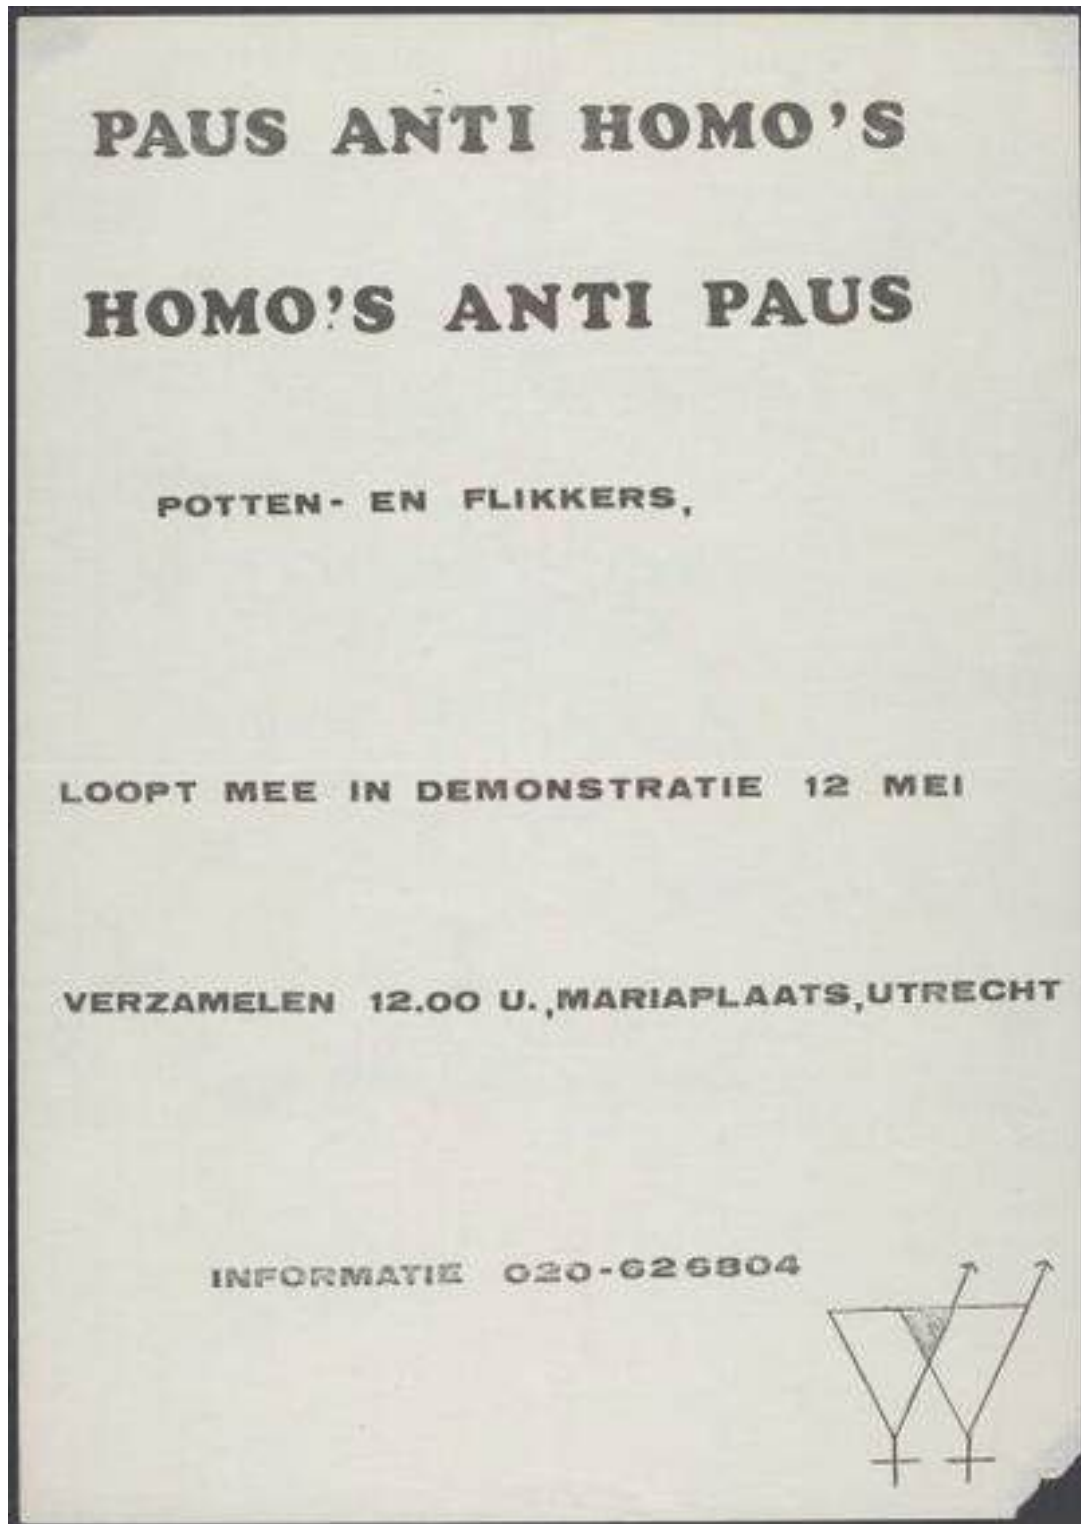 PAUS ANTI HOMO'S
HOMO'S ANTI PAUS
POTTEN- EN FLIKKERS,
LOOPT MEE IN DEMONSTRATIE 12 MEI
VERZAMELEN 12.00 U.,MARIAPLAATS,UTRECHT
INFORMATIE 020-626804